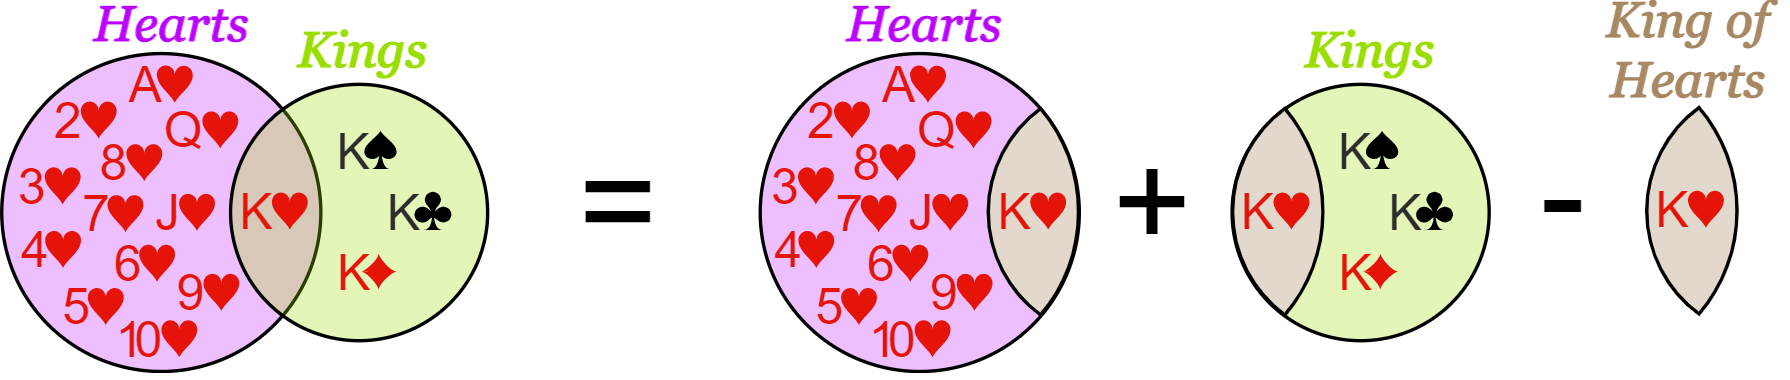 Hearts
Kings
A♥
2♥
Q♥
8♥
3♥
7♥ J♥
K♥
4♥
6♥
5♥
9♥
10♥
K♠
K♣
K♦
=
Hearts
A♥
2♥
Q♥
8♥
3♥
7♥ J♥
K♥
4♥
6♥
5♥
9♥
10♥
+
Kings
K♥
K♠
K♣
K♦
-
King of
Hearts
K♥